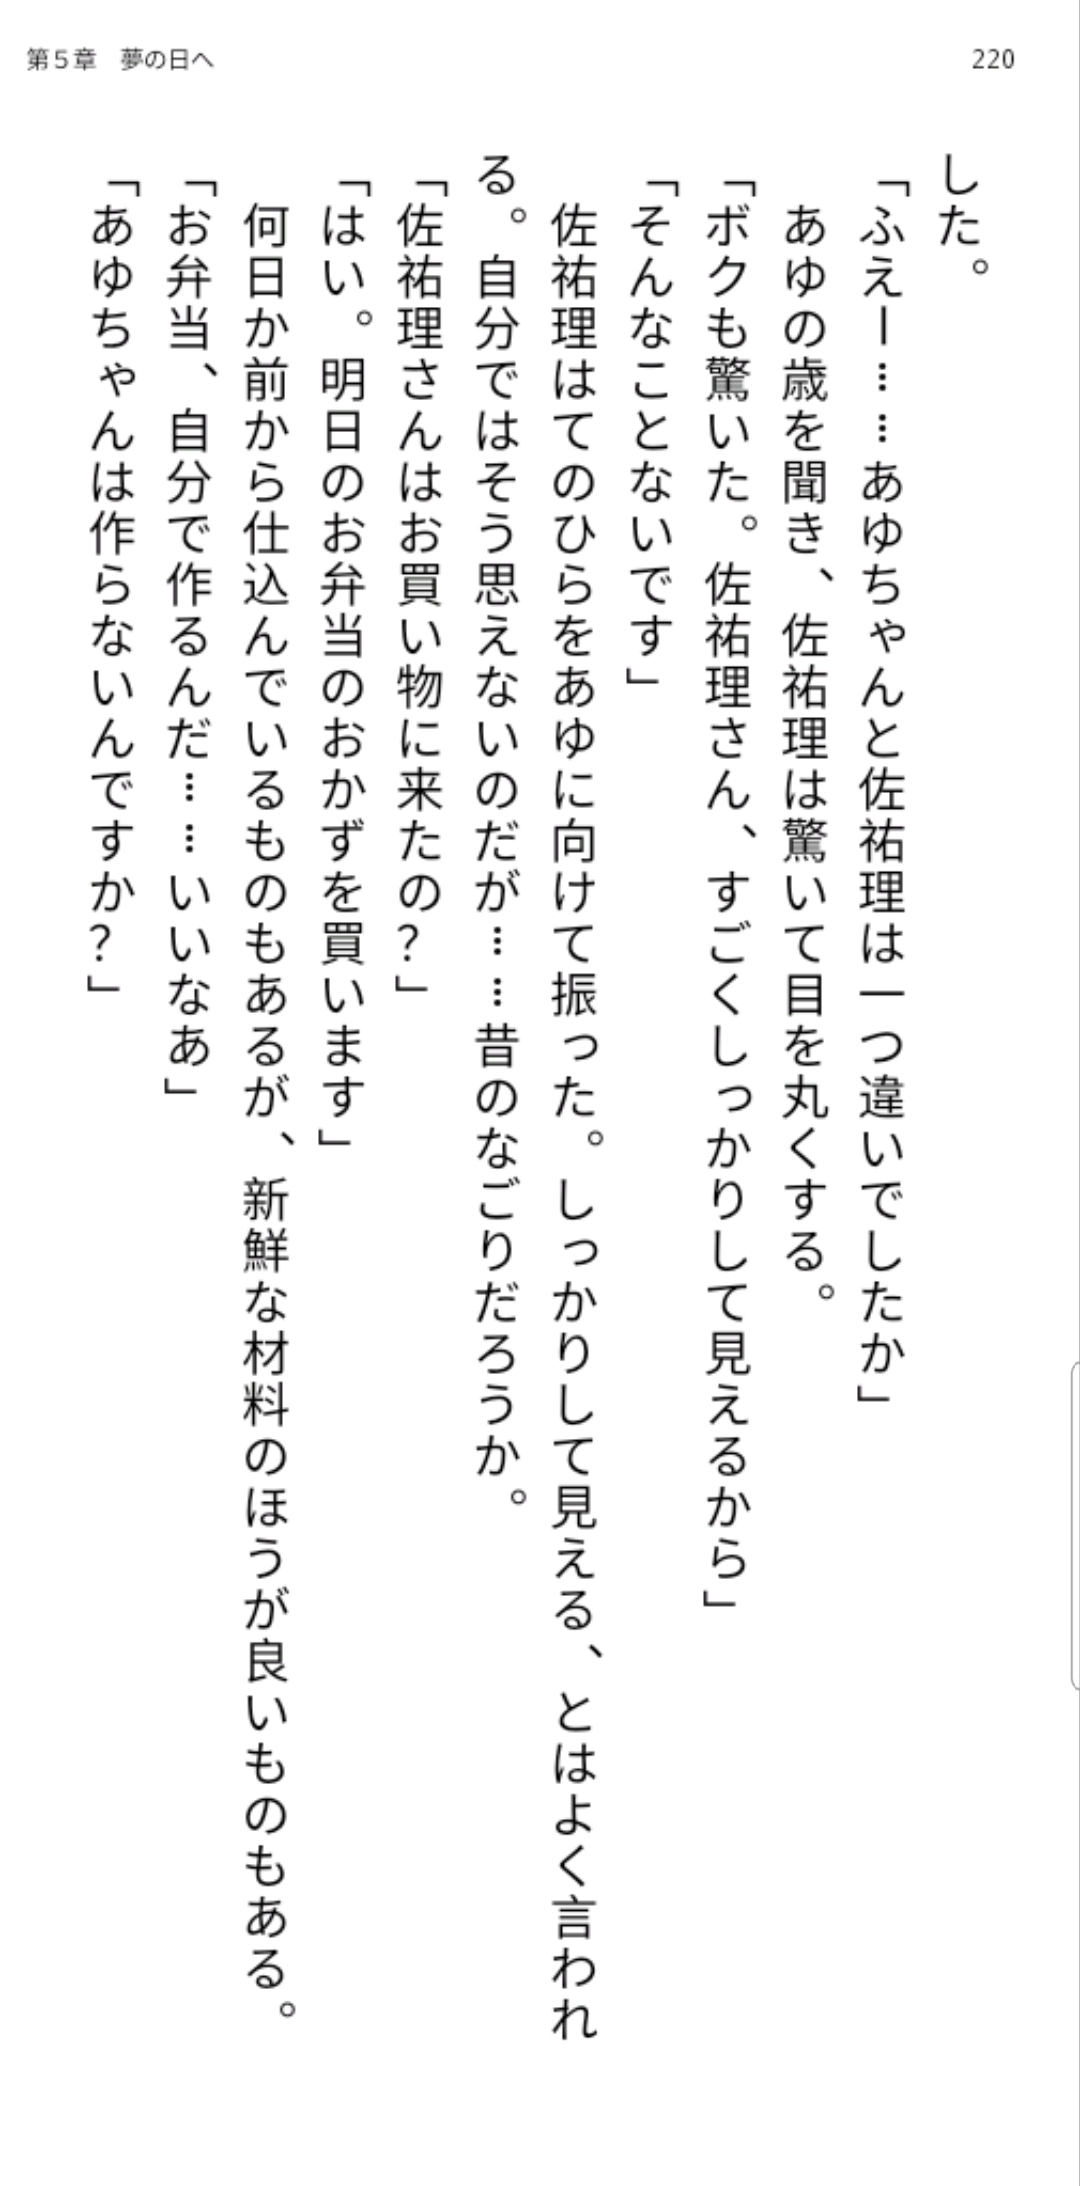 第5章　夢の日へ
220
した。
「ふえー……あゆちゃんと佐祐理は一つ違いでしたか」
　あゆの歳を聞き、佐祐理は驚いて目を丸くする。
「ボクも驚いた。佐祐理さん、すごくしっかりして見えるから」
「そんなことないです」
　佐祐理はてのひらをあゆに向けて振った。しっかりして見える、とはよく言われ
る。自分ではそう思えないのだが……昔のなごりだろうか。
「佐祐理さんはお買い物に来たの？」
「はい。明日のお弁当のおかずを買います」
　何日か前から仕込んでいるものもあるが、新鮮な材料のほうが良いものもある。
「お弁当、自分で作るんだ……いいなあ」
「あゆちゃんは作らないんですか？」